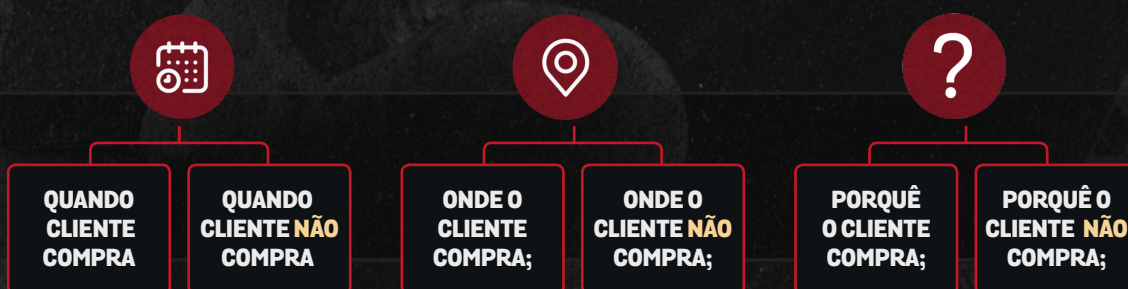 QUANDO
CLIENTE
COMPRA
QUANDO
CLIENTE NÃO
COMPRA
ONDE O
CLIENTE
COMPRA;
ONDE O
CLIENTE NÃO
COMPRA;
PORQUÊ
O CLIENTE
COMPRA;
PORQUÊ O
CLIENTE NÃO
COMPRA;